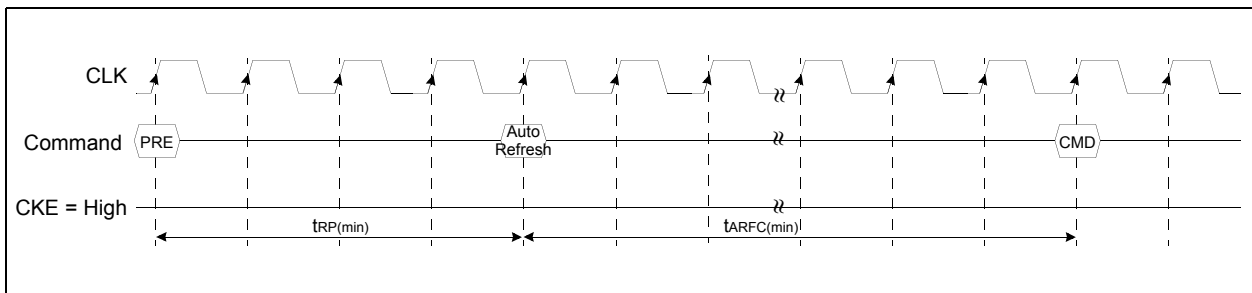 CLK
Command
PRE
Auto
Refresh
CMD
CKE = High
tRP(min)
tARFC(min)